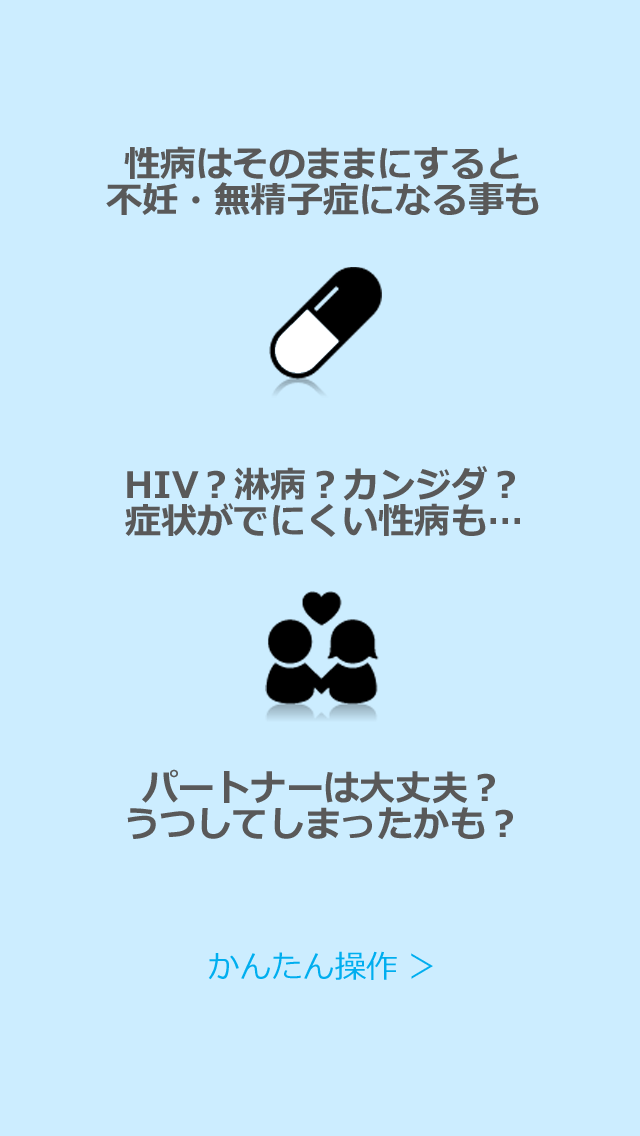 性病はそのままにすると
不妊・無精子症になる事も
HIV？淋病？カンジダ？
症状がでにくい性病も…
パートナーは大丈夫？
うつしてしまったかも？
かんたん操作 ＞